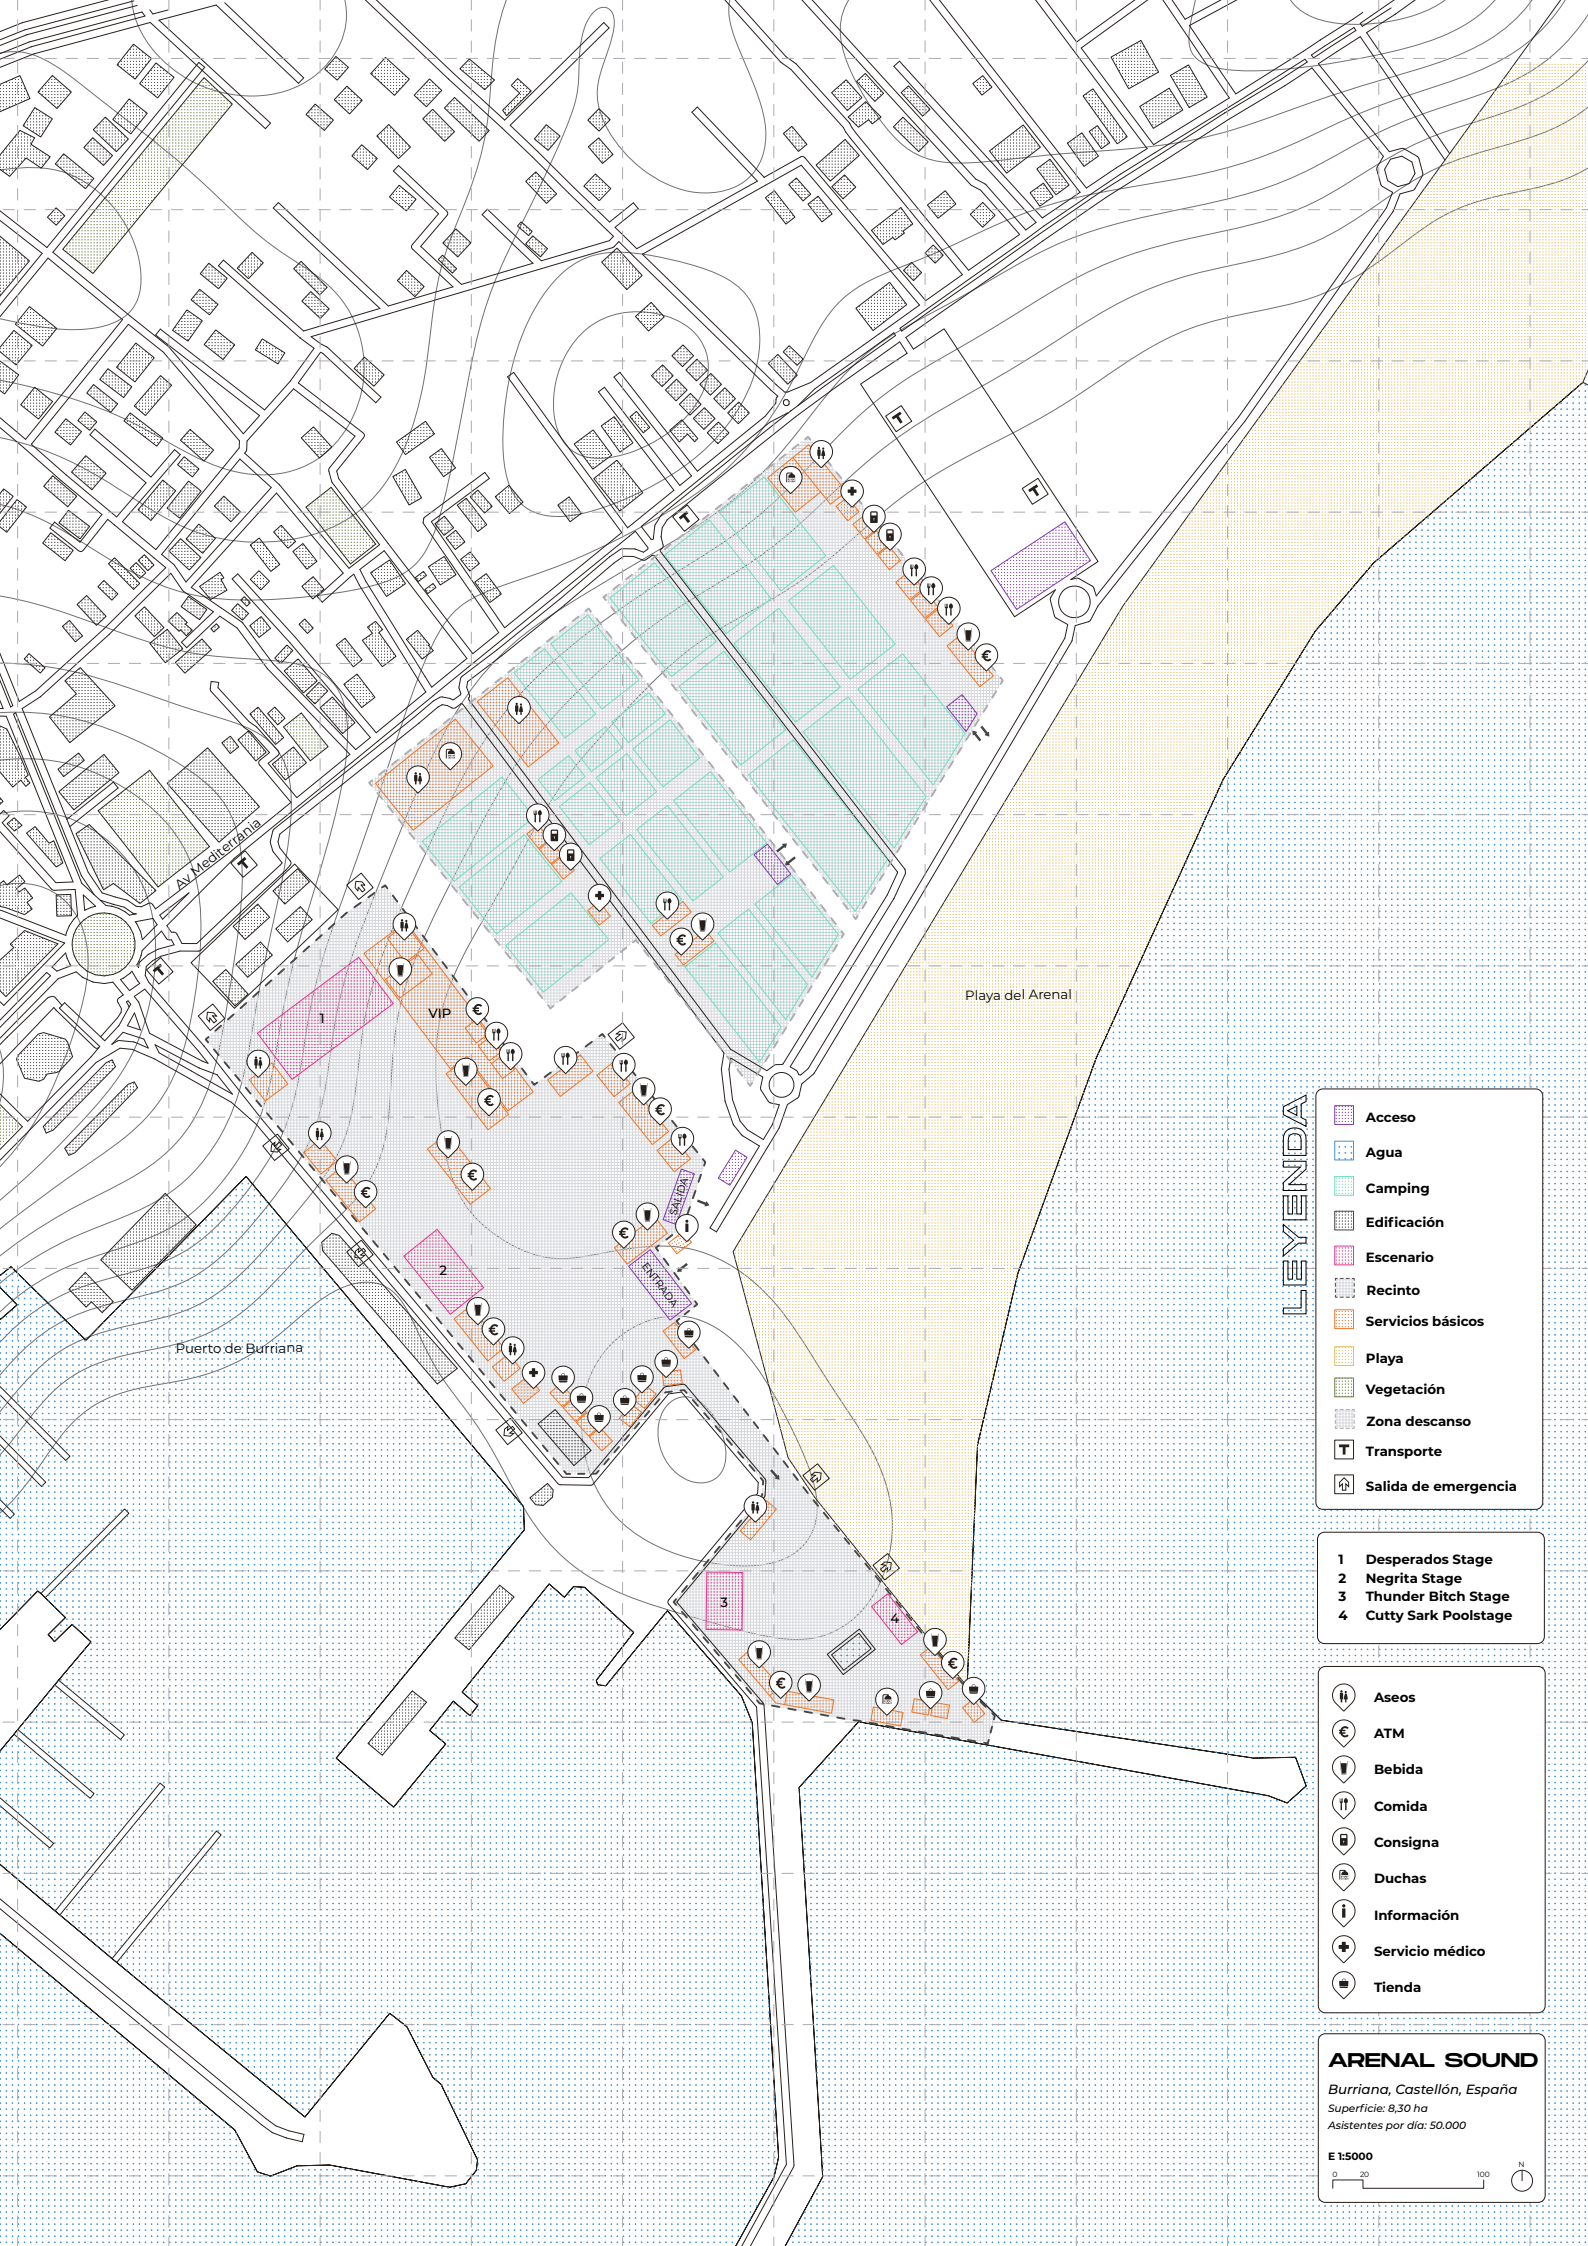 Av Mediterrània
VIP
1
SALIDA
ENTRADA
2
Playa del Arenal
Puerto de Burriana
3
4
LEYENDA
Acceso
Agua
Camping
Edificación
Escenario
Recinto
Servicios básicos
Playa
Vegetación
Zona descanso
T Transporte
Salida de emergencia
1 Desperados Stage
2 Negrita Stage
3 Thunder Bitch Stage
4 Cutty Sark Poolstage
Aseos
€ ATM
Bebida
Comida
Consigna
Duchas
i Información
Servicio médico
Tienda
ARENAL SOUND
Burriana, Castellón, España
Superficie: 8,30 ha
Asistentes por día: 50.000
E 1:5000
0 20 100
N